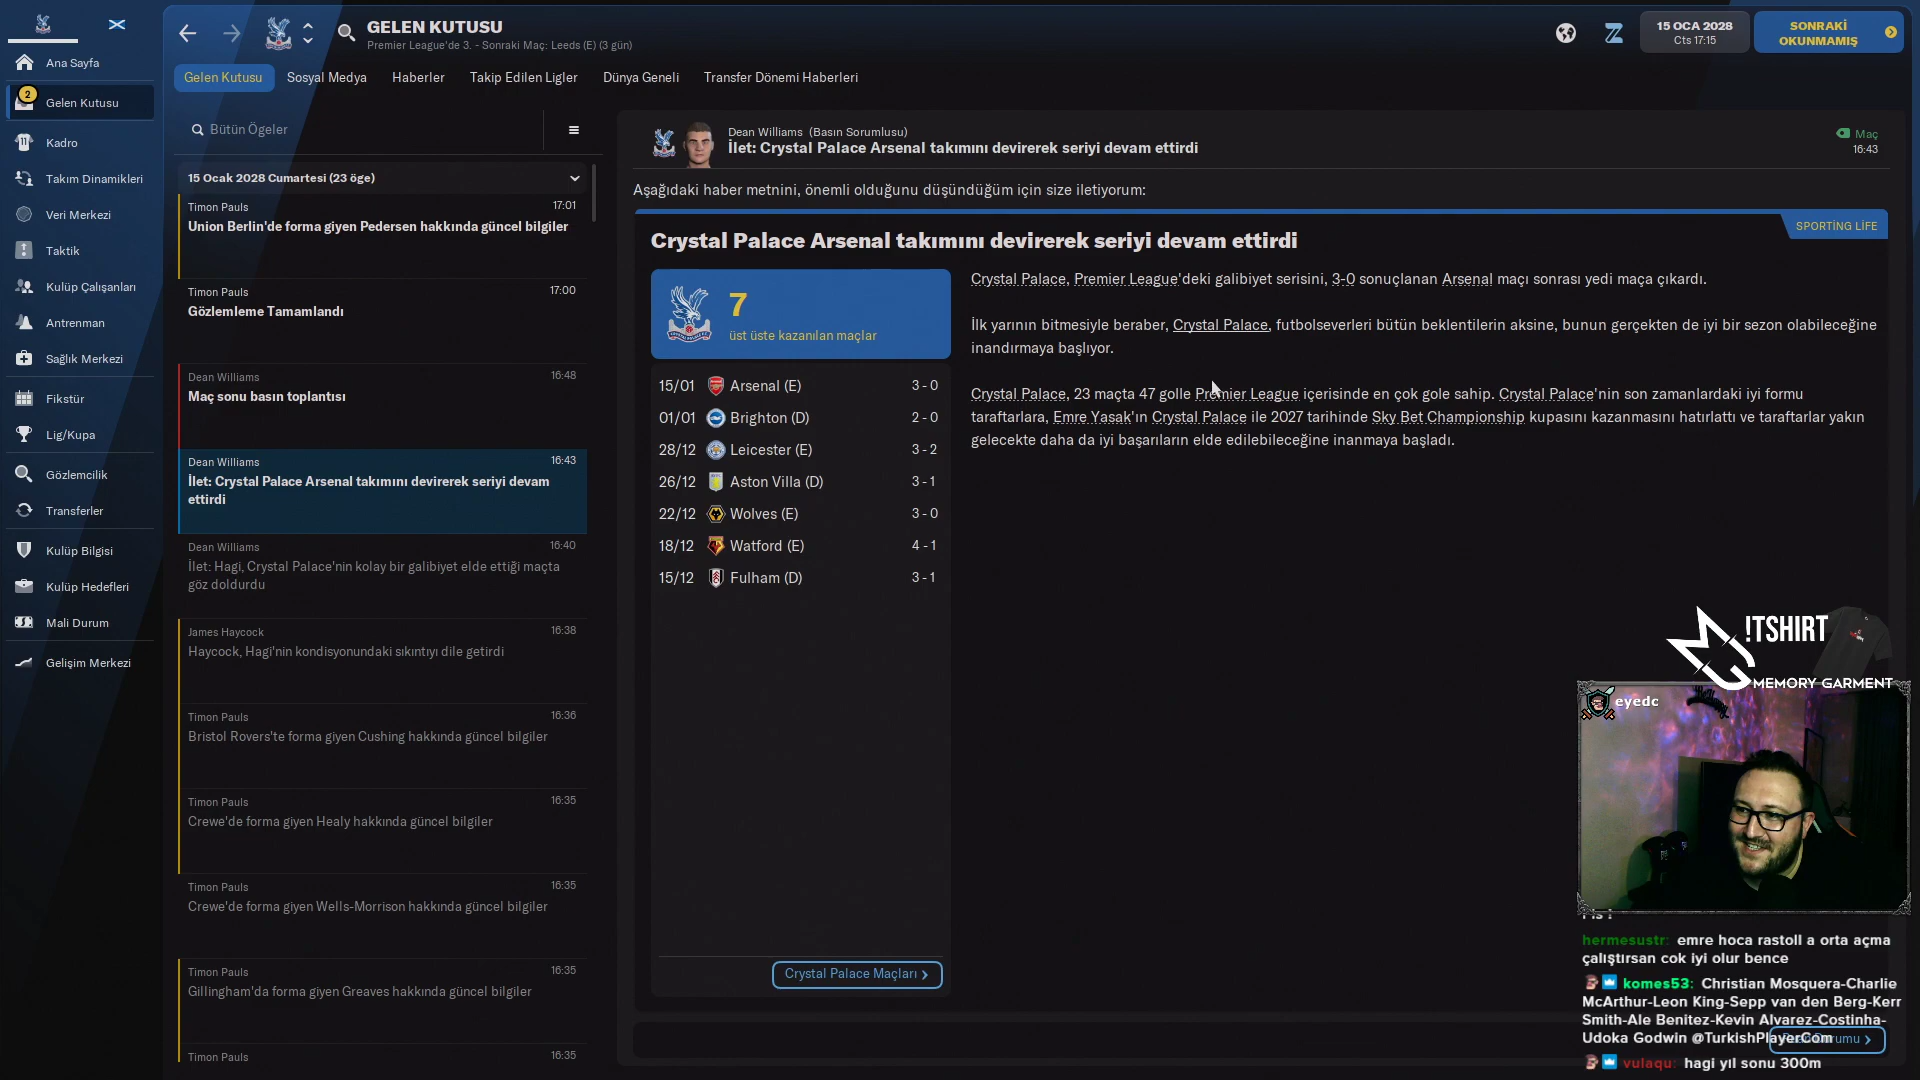 GELEN KUTUSU
Premier League'de 3. - Sonraki Maç: Leeds (E) (3 gün)
15 OCA 2028
Cts 17:15
SONRAKİ
OKUNMAMIŞ
Gelen Kutusu
Sosyal Medya
Haberler
Takip Edilen Ligler
Dünya Geneli
Transfer Dönemi Haberleri
Ana Sayfa
2
Gelen Kutusu
Kadro
Takım Dinamikleri
Veri Merkezi
Taktik
Kulüp Çalışanları
Antrenman
Sağlık Merkezi
Fikstür
Lig/Kupa
Gözlemcilik
Transferler
Kulüp Bilgisi
Kulüp Hedefleri
Mali Durum
Gelişim Merkezi
Bütün Ögeler
15 Ocak 2028 Cumartesi (23 öge)
Timon Pauls 17:01
Union Berlin'de forma giyen Pedersen hakkında güncel bilgiler
Timon Pauls 17:00
Gözlemleme Tamamlandı
Dean Williams 16:48
Maç sonu basın toplantısı
Dean Williams 16:43
İlet: Crystal Palace Arsenal takımını devirerek seriyi devam
ettirdi
Dean Williams 16:40
İlet: Hagi, Crystal Palace'nin kolay bir galibiyet elde ettiği maçta
göz doldurdu
James Haycock 16:38
Haycock, Hagi'nin kondisyonundaki sıkıntıyı dile getirdi
Timon Pauls 16:36
Bristol Rovers'te forma giyen Cushing hakkında güncel bilgiler
Timon Pauls 16:35
Crewe'de forma giyen Healy hakkında güncel bilgiler
Timon Pauls 16:35
Crewe'de forma giyen Wells-Morrison hakkında güncel bilgiler
Timon Pauls 16:35
Gillingham'da forma giyen Greaves hakkında güncel bilgiler
Timon Pauls 16:35
Dean Williams (Basın Sorumlusu)
İlet: Crystal Palace Arsenal takımını devirerek seriyi devam ettirdi
Maç
16:43
Aşağıdaki haber metnini, önemli olduğunu düşündüğüm için size iletiyorum:
SPORTİNG LİFE
Crystal Palace Arsenal takımını devirerek seriyi devam ettirdi
7
üst üste kazanılan maçlar
15/01 Arsenal (E) 3 - 0
01/01 Brighton (D) 2 - 0
28/12 Leicester (E) 3 - 2
26/12 Aston Villa (D) 3 - 1
22/12 Wolves (E) 3 - 0
18/12 Watford (E) 4 - 1
15/12 Fulham (D) 3 - 1
Crystal Palace Maçları
Crystal Palace, Premier League'deki galibiyet serisini, 3-0 sonuçlanan Arsenal maçı sonrası yedi maça çıkardı.
İlk yarının bitmesiyle beraber, Crystal Palace, futbolseverleri bütün beklentilerin aksine, bunun gerçekten de iyi bir sezon olabileceğine
inandırmaya başlıyor.
Crystal Palace, 23 maçta 47 golle Premier League içerisinde en çok gole sahip. Crystal Palace'nin son zamanlardaki iyi formu
taraftarlara, Emre Yasak'ın Crystal Palace ile 2027 tarihinde Sky Bet Championship kupasını kazanmasını hatırlattı ve taraftarlar yakın
gelecekte daha da iyi başarıların elde edilebileceğine inanmaya başladı.
!TSHIRT
MEMORY GARMENT
eyedc
hermesustr: emre hoca rastoll a orta açma
çalıştırsan cok iyi olur bence
komes53: Christian Mosquera-Charlie
McArthur-Leon King-Sepp van den Berg-Kerr
Smith-Ale Benitez-Kevin Alvarez-Costinha-
Udoka Godwin @TurkishPlayerCom
vulaqu: hagi yıl sonu 300m